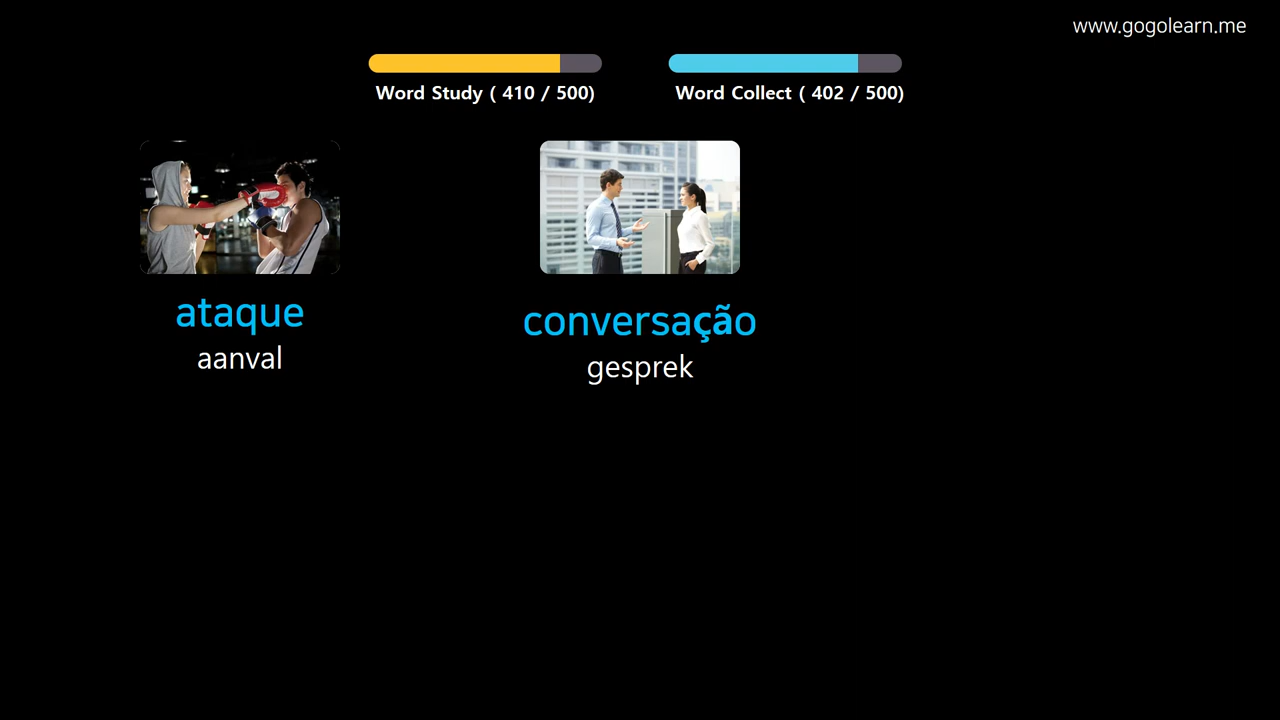 www.gogolearn.me
Word Study ( 410 / 500)
Word Collect ( 402 / 500)
ataque
aanval
conversação
gesprek